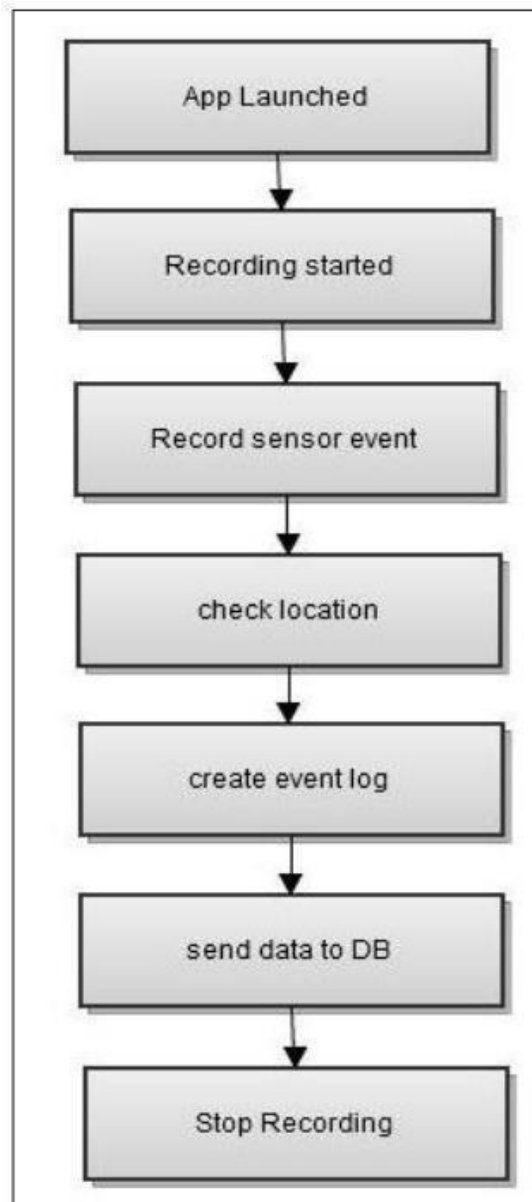 App Launched
Recording started
Record sensor event
check location
create event log
send data to DB
Stop Recording